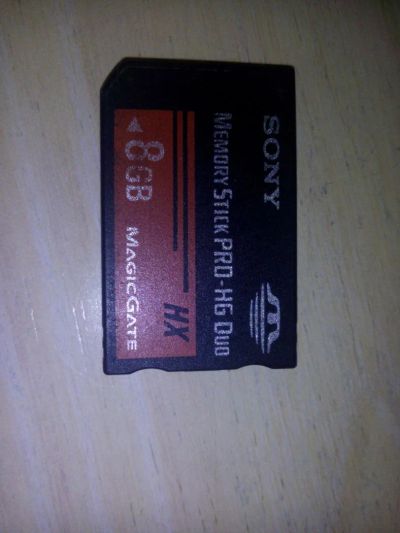 SONY
MEMORY STICK PRO-HG DUO
HX
8GB MAGICGATE